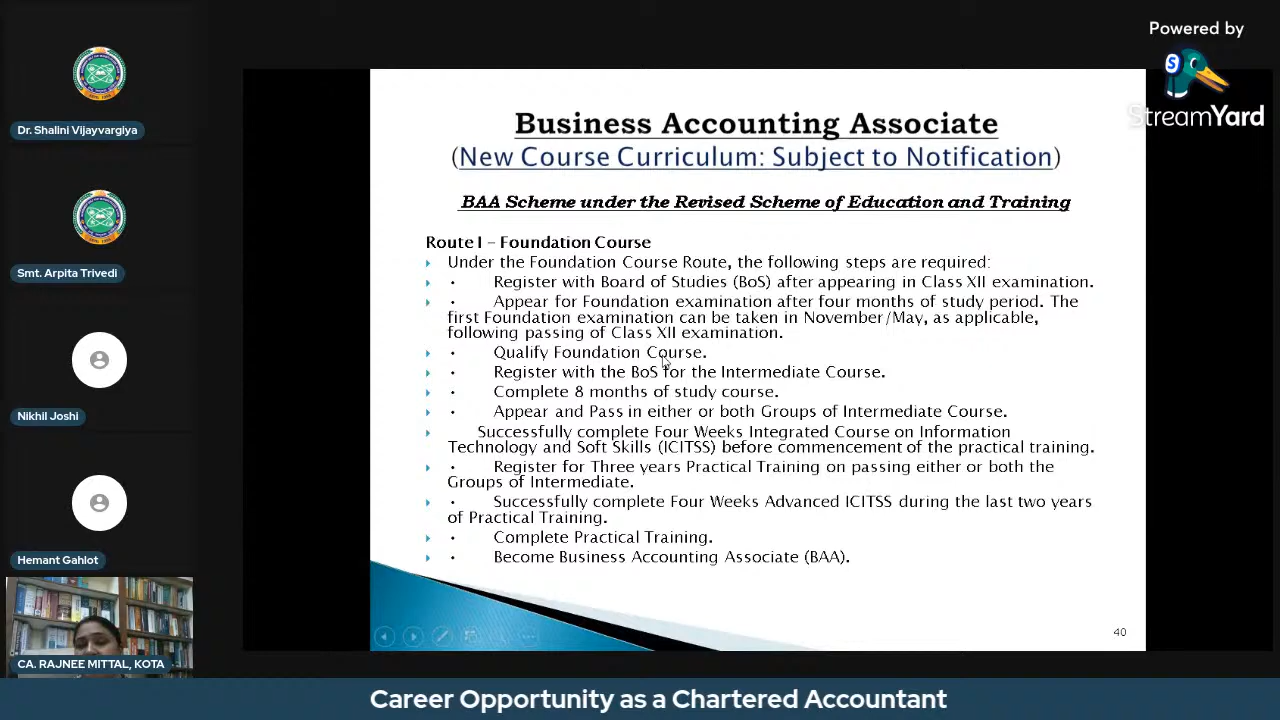 Powered by
S
StreamYard
Dr. Shalini Vijayvargiya
Smt. Arpita Trivedi
Nikhil Joshi
Hemant Gahlot
CA. RAJNEE MITTAL, KOTA
Business Accounting Associate
(New Course Curriculum: Subject to Notification)
BAA Scheme under the Revised Scheme of Education and Training
Route I – Foundation Course
Under the Foundation Course Route, the following steps are required:
• Register with Board of Studies (BoS) after appearing in Class XII examination.
• Appear for Foundation examination after four months of study period. The
first Foundation examination can be taken in November/May, as applicable,
following passing of Class XII examination.
• Qualify Foundation Course.
• Register with the BoS for the Intermediate Course.
• Complete 8 months of study course.
• Appear and Pass in either or both Groups of Intermediate Course.
Successfully complete Four Weeks Integrated Course on Information
Technology and Soft Skills (ICITSS) before commencement of the practical training.
• Register for Three years Practical Training on passing either or both the
Groups of Intermediate.
• Successfully complete Four Weeks Advanced ICITSS during the last two years
of Practical Training.
• Complete Practical Training.
• Become Business Accounting Associate (BAA).
40
Career Opportunity as a Chartered Accountant